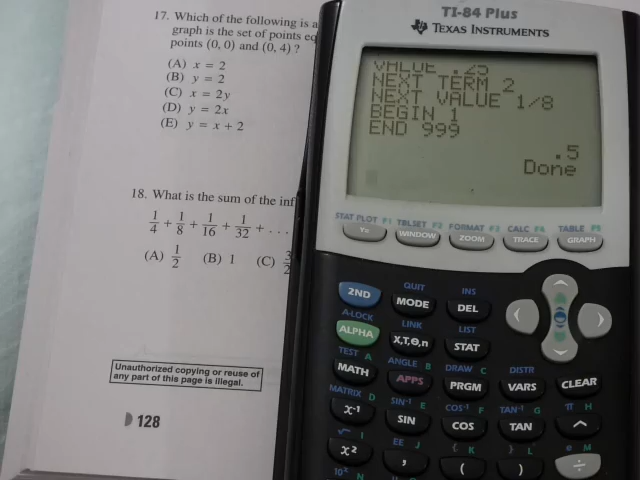 17. Which of the following is a
graph is the set of points eq
points (0, 0) and (0, 4) ?
(A) x = 2
(B) y = 2
(C) x = 2y
(D) y = 2x
(E) y = x + 2
18. What is the sum of the inf
1/4 + 1/8 + 1/16 + 1/32 + . . .
(A) 1/2 (B) 1 (C) 3/2
Unauthorized copying or reuse of
any part of this page is illegal.
128
TI-84 Plus
TEXAS INSTRUMENTS
VALUE .25
NEXT TERM 2
NEXT VALUE 1/8
BEGIN 1
END 999
.5
Done
STAT PLOT F1 TBLSET F2 FORMAT F3 CALC F4 TABLE F5
Y= WINDOW ZOOM TRACE GRAPH
QUIT INS
2ND MODE DEL
A-LOCK LINK LIST
ALPHA X,T,θ,n STAT
TEST A ANGLE B DRAW C DISTR
MATH APPS PRGM VARS CLEAR
MATRIX D SIN-1 E COS-1 F TAN-1 G π H
x-1 SIN COS TAN ^
√ I EE J { K } L e M
x2 , ( ) ÷
10x N